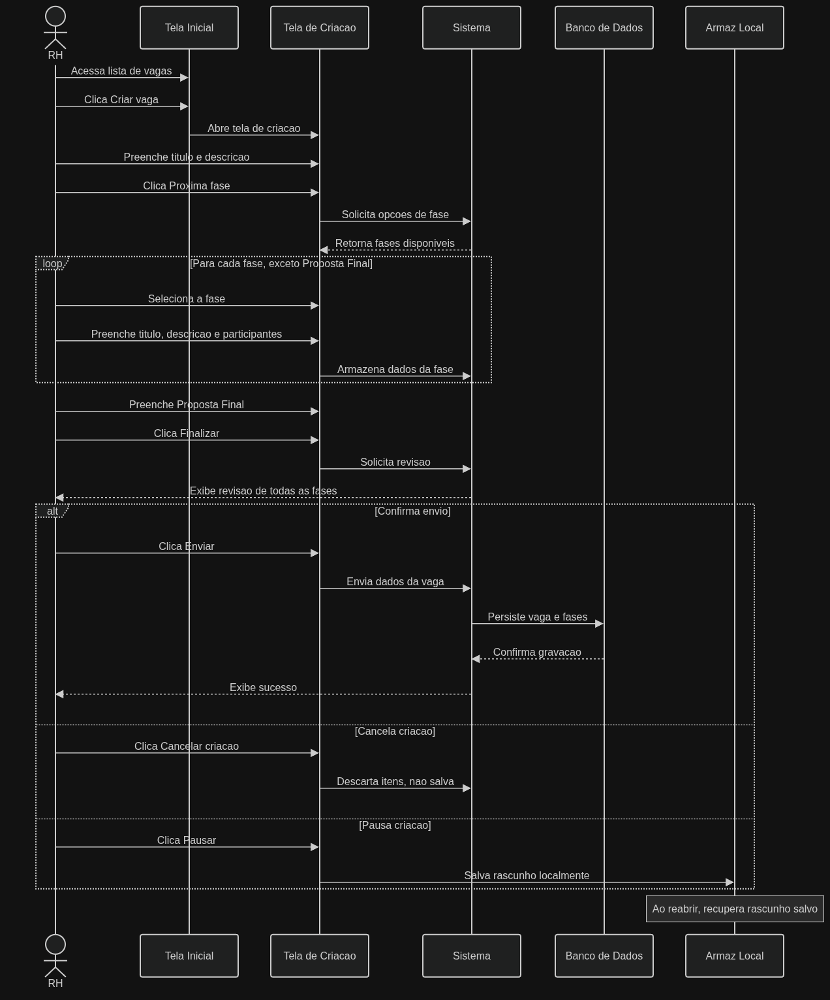 Tela Inicial
Tela de Criacao
Sistema
Banco de Dados
Armaz Local
RH
Acessa lista de vagas
Clica Criar vaga
Abre tela de criacao
Preenche titulo e descricao
Clica Proxima fase
Solicita opcoes de fase
Retorna fases disponiveis
loop
[Para cada fase, exceto Proposta Final]
Seleciona a fase
Preenche titulo, descricao e participantes
Armazena dados da fase
Preenche Proposta Final
Clica Finalizar
Solicita revisao
Exibe revisao de todas as fases
alt
[Confirma envio]
Clica Enviar
Envia dados da vaga
Persiste vaga e fases
Confirma gravacao
Exibe sucesso
[Cancela criacao]
Clica Cancelar criacao
Descarta itens, nao salva
[Pausa criacao]
Clica Pausar
Salva rascunho localmente
Ao reabrir, recupera rascunho salvo
Tela Inicial
Tela de Criacao
Sistema
Banco de Dados
Armaz Local
RH